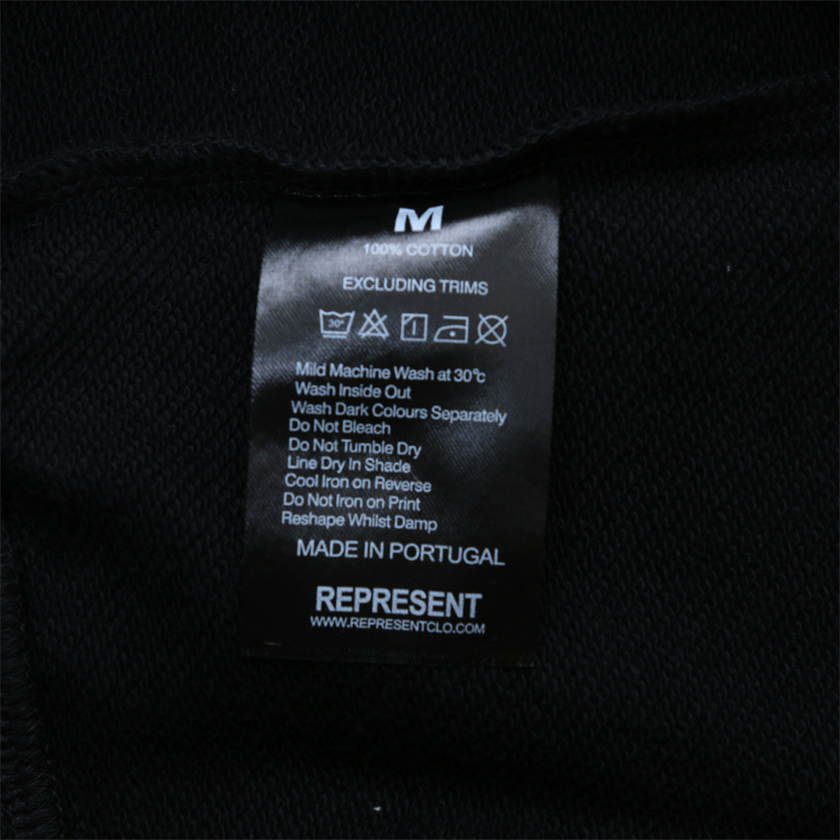 M
100% COTTON
EXCLUDING TRIMS
30°
Mild Machine Wash at 30°c
Wash Inside Out
Wash Dark Colours Separately
Do Not Bleach
Do Not Tumble Dry
Line Dry In Shade
Cool Iron on Reverse
Do Not Iron on Print
Reshape Whilst Damp
MADE IN PORTUGAL
REPRESENT
WWW.REPRESENTCLO.COM